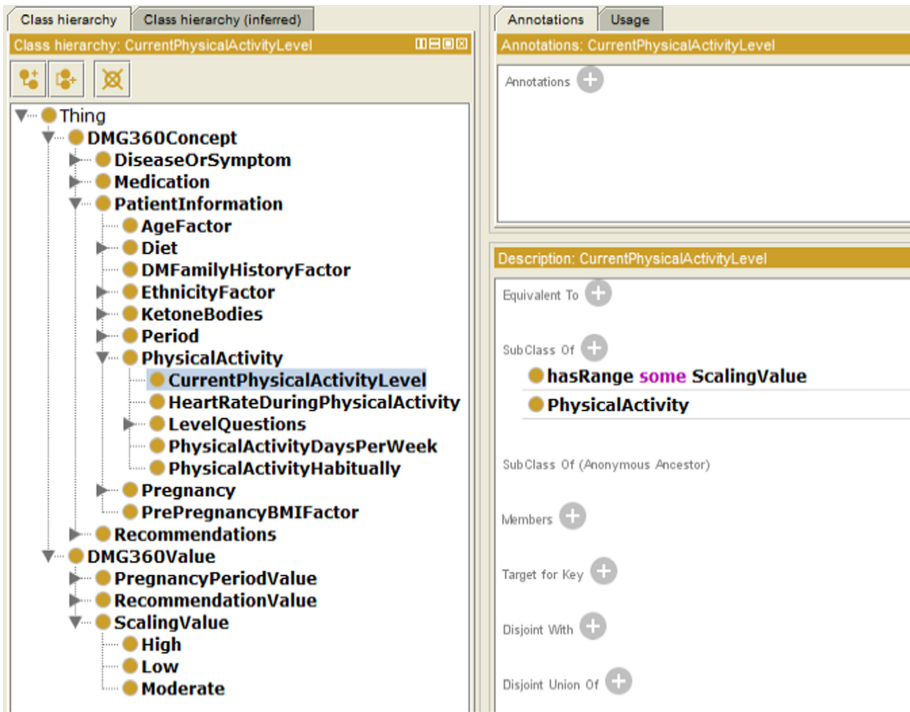 Class hierarchy
Class hierarchy (inferred)
Class hierarchy: CurrentPhysicalActivityLevel
Thing
DMG360Concept
DiseaseOrSymptom
Medication
PatientInformation
AgeFactor
Diet
DMFamilyHistoryFactor
EthnicityFactor
KetoneBodies
Period
PhysicalActivity
CurrentPhysicalActivityLevel
HeartRateDuringPhysicalActivity
LevelQuestions
PhysicalActivityDaysPerWeek
PhysicalActivityHabitually
Pregnancy
PrePregnancyBMIFactor
Recommendations
DMG360Value
PregnancyPeriodValue
RecommendationValue
ScalingValue
High
Low
Moderate
Annotations
Usage
Annotations: CurrentPhysicalActivityLevel
Annotations
Description: CurrentPhysicalActivityLevel
Equivalent To
SubClass Of
hasRange some ScalingValue
PhysicalActivity
SubClass Of (Anonymous Ancestor)
Members
Target for Key
Disjoint With
Disjoint Union Of